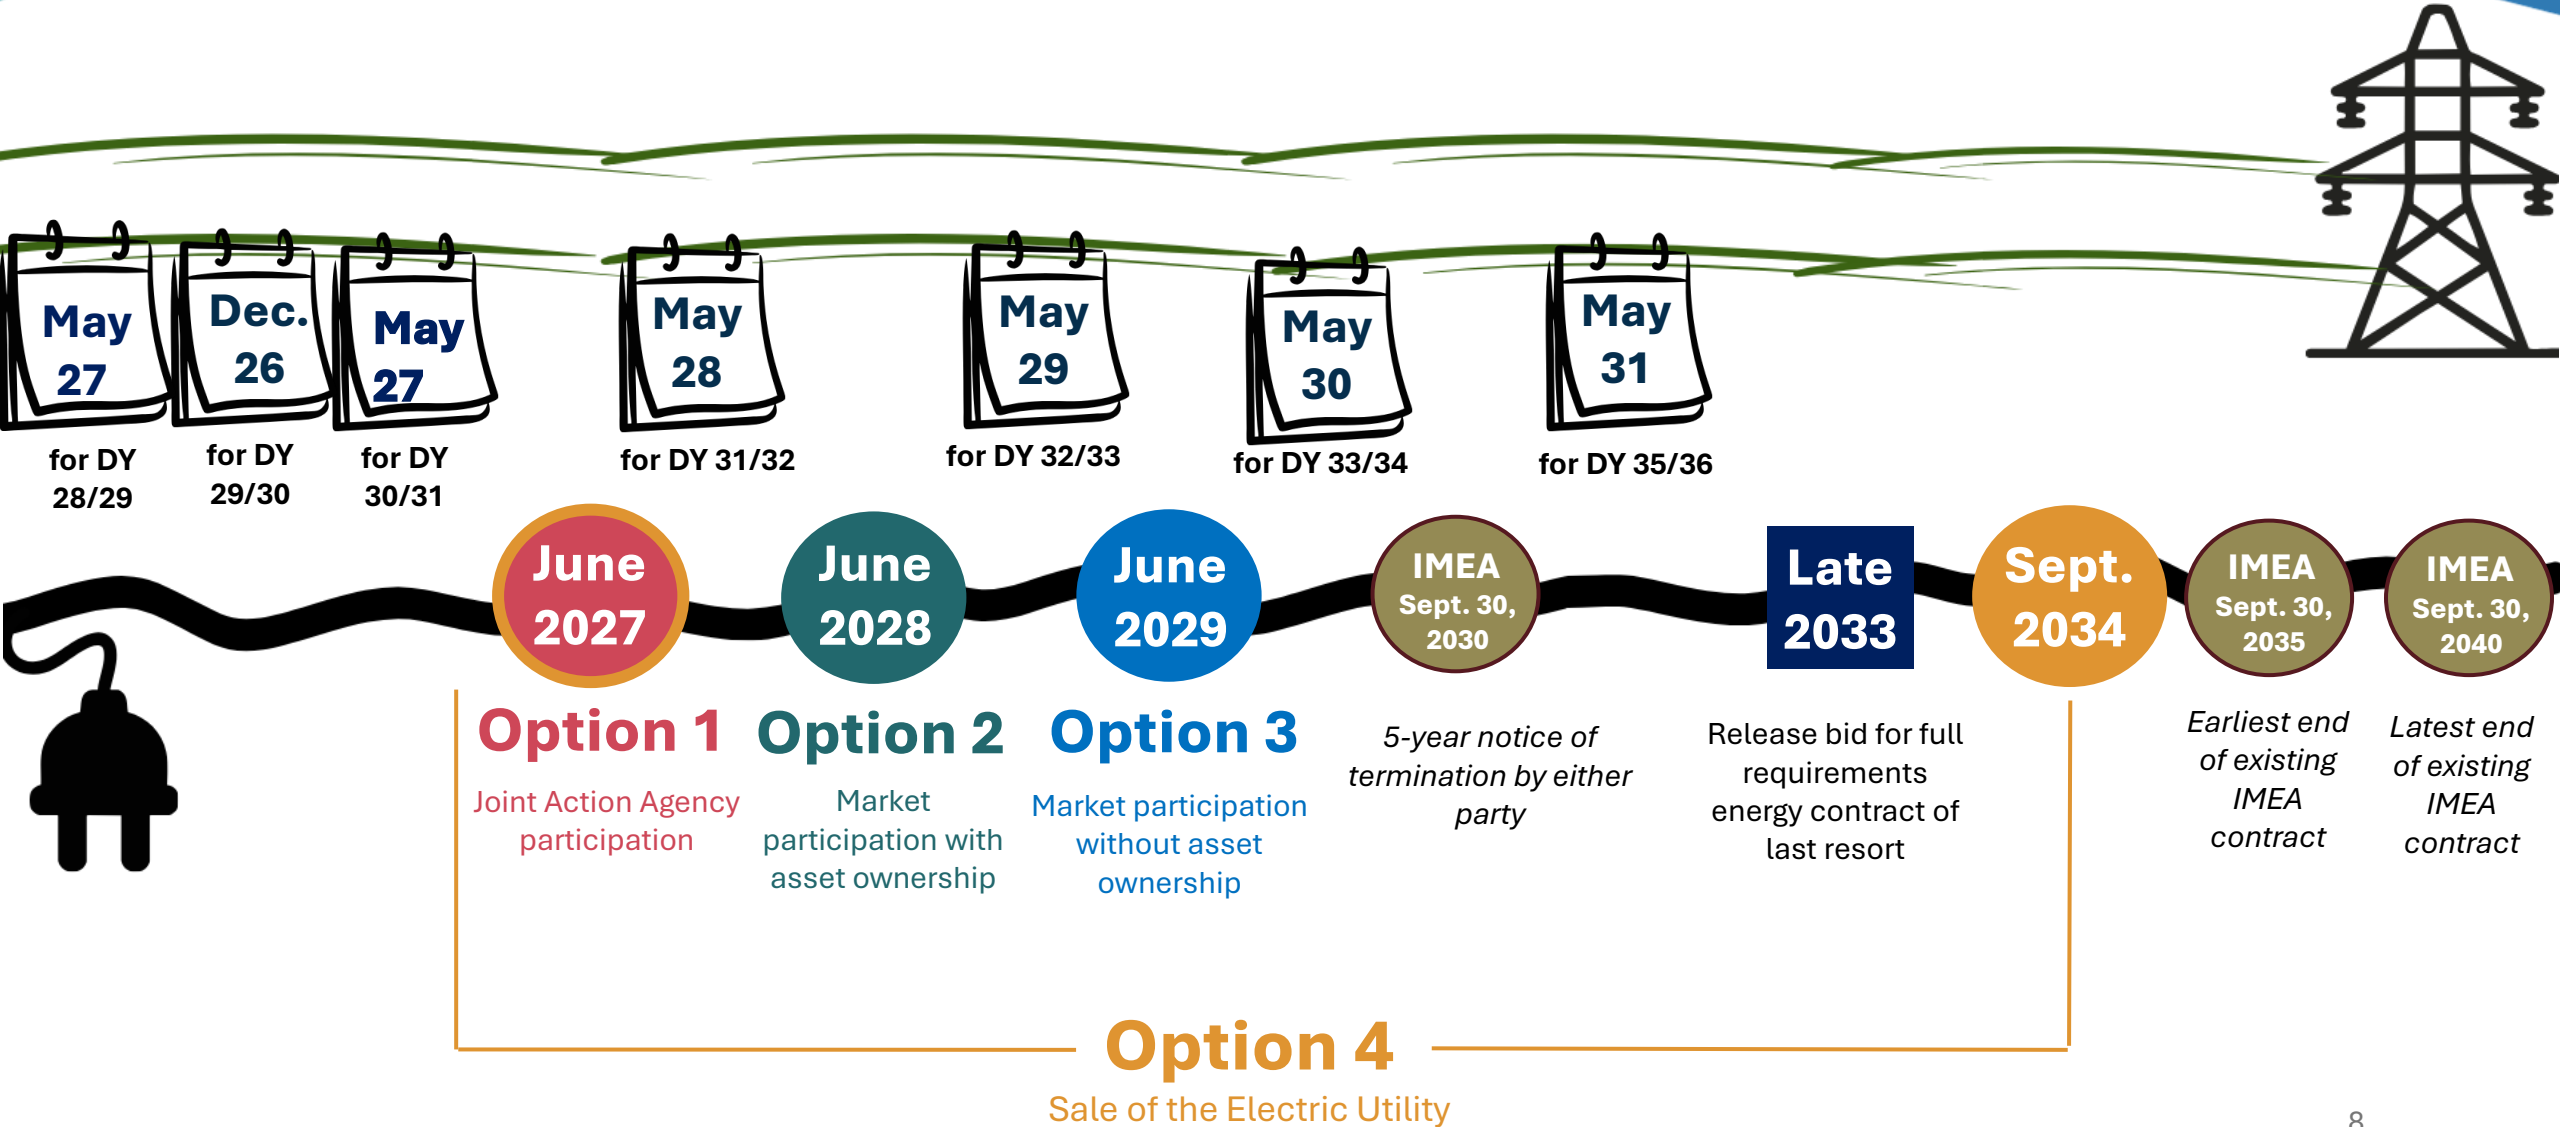 May
27
Dec.
26
May
27
May
28
May
29
May
30
May
31
for DY
28/29
for DY
29/30
for DY
30/31
for DY 31/32
for DY 32/33
for DY 33/34
for DY 35/36
June
2027
June
2028
June
2029
IMEA
Sept. 30,
2030
Late
2033
Sept.
2034
IMEA
Sept. 30,
2035
IMEA
Sept. 30,
2040
Option 1
Joint Action Agency
participation
Option 2
Market
participation with
asset ownership
Option 3
Market participation
without asset
ownership
5-year notice of
termination by either
party
Release bid for full
requirements
energy contract of
last resort
Earliest end
of existing
IMEA
contract
Latest end
of existing
IMEA
contract
Option 4
Sale of the Electric Utility
8